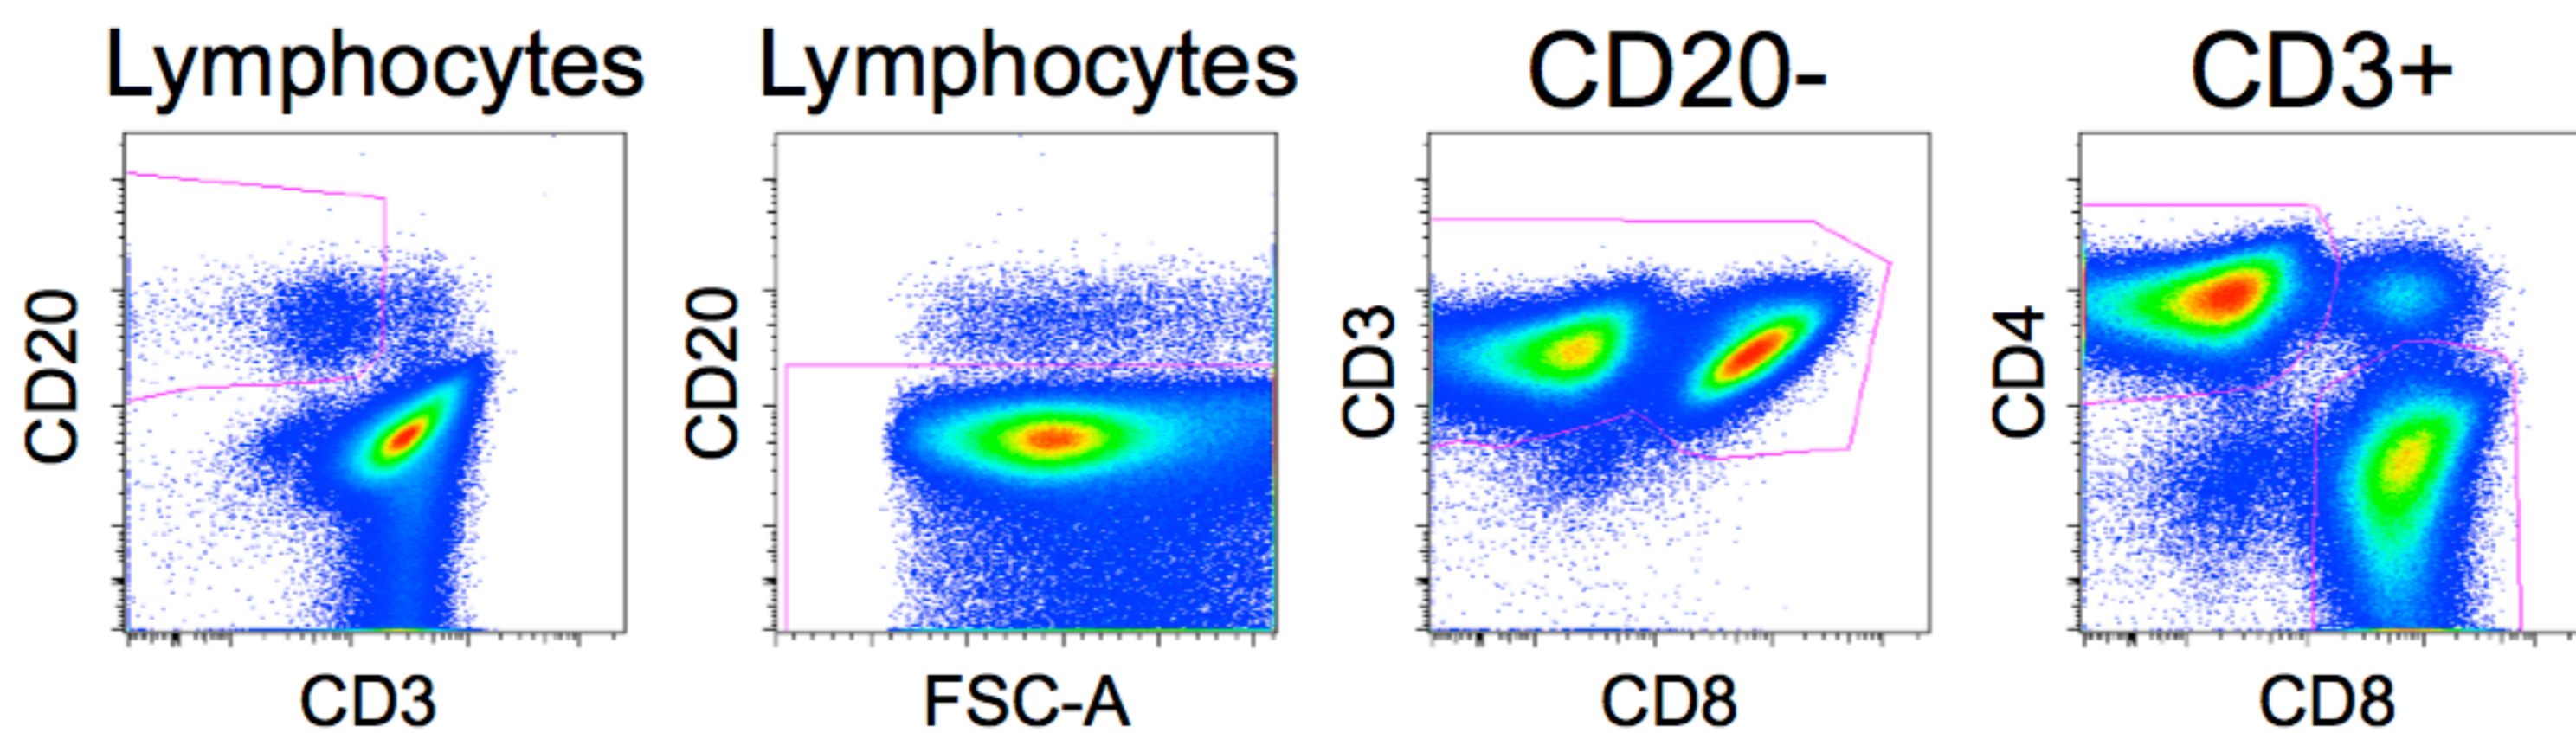 Lymphocytes
Lymphocytes
CD20-
CD3+
CD20
CD20
CD3
CD4
CD3
FSC-A
CD8
CD8